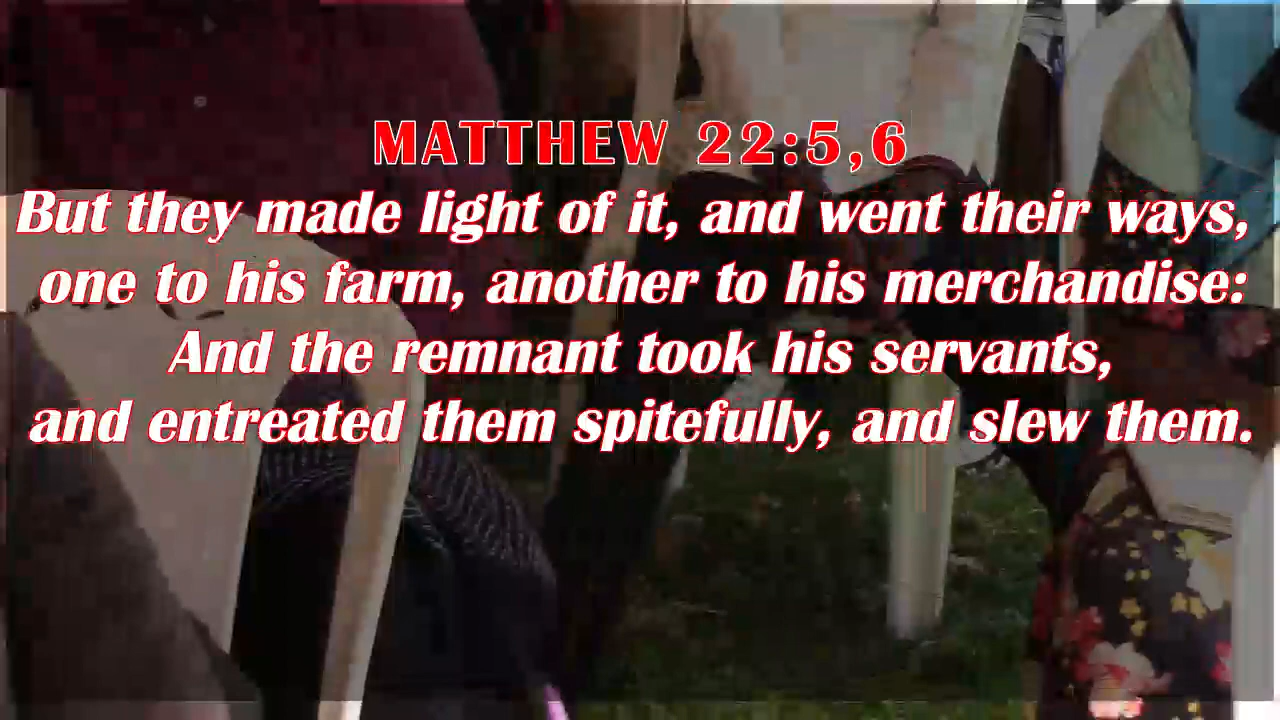 MATTHEW 22:5,6
But they made light of it, and went their ways,
one to his farm, another to his merchandise:
And the remnant took his servants,
and entreated them spitefully, and slew them.